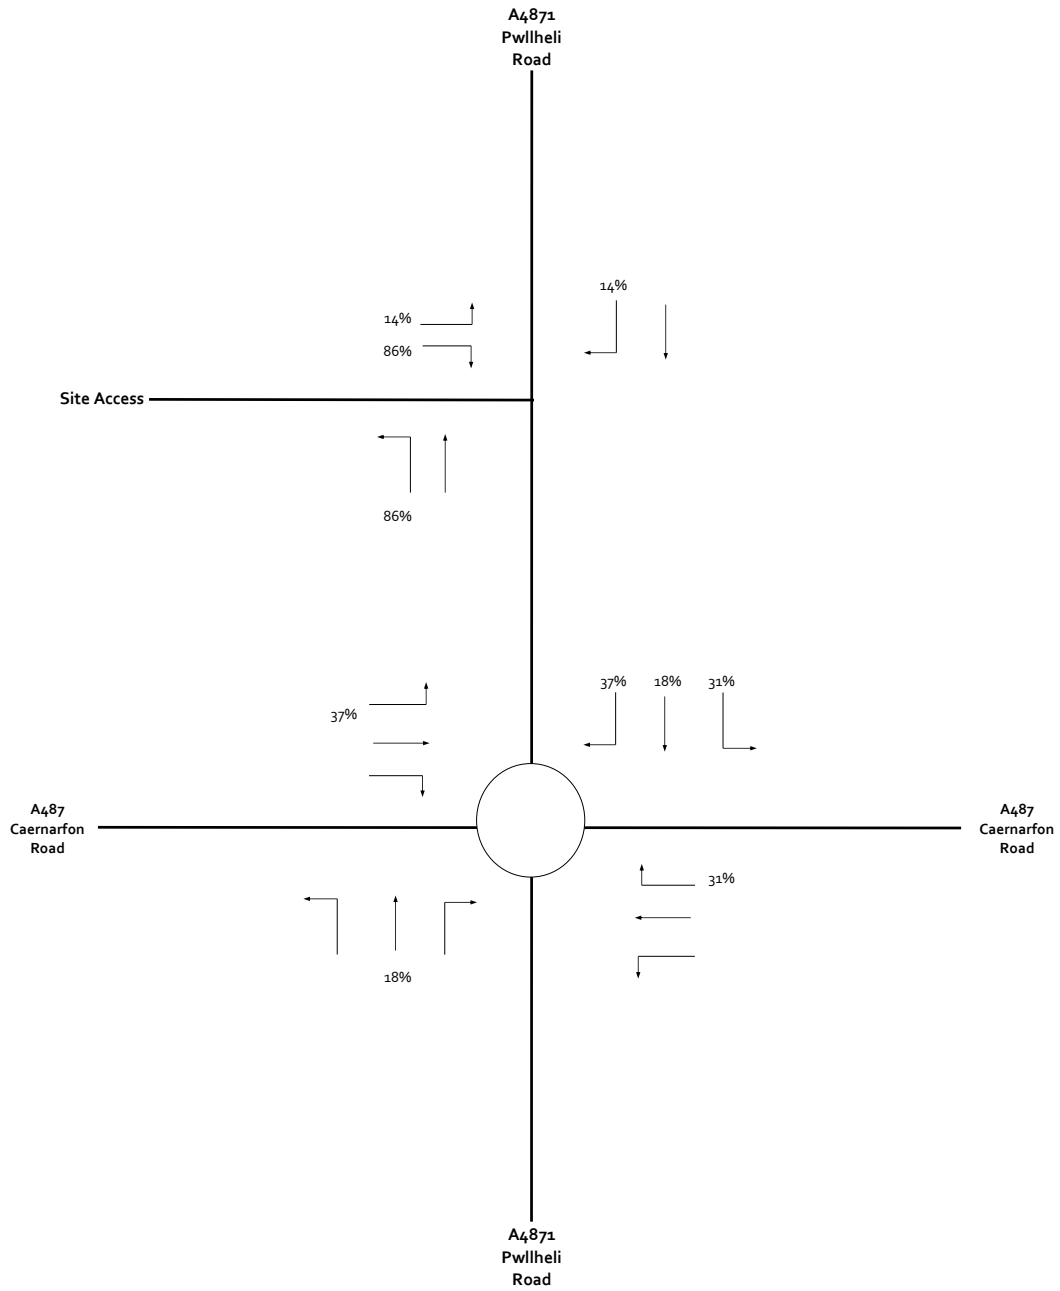 A4871
Pwllheli
Road
14%
14%
86%
Site Access
86%
37%
18%
31%
37%
A487
Caernarfon
Road
A487
Caernarfon
Road
31%
18%
A4871
Pwllheli
Road